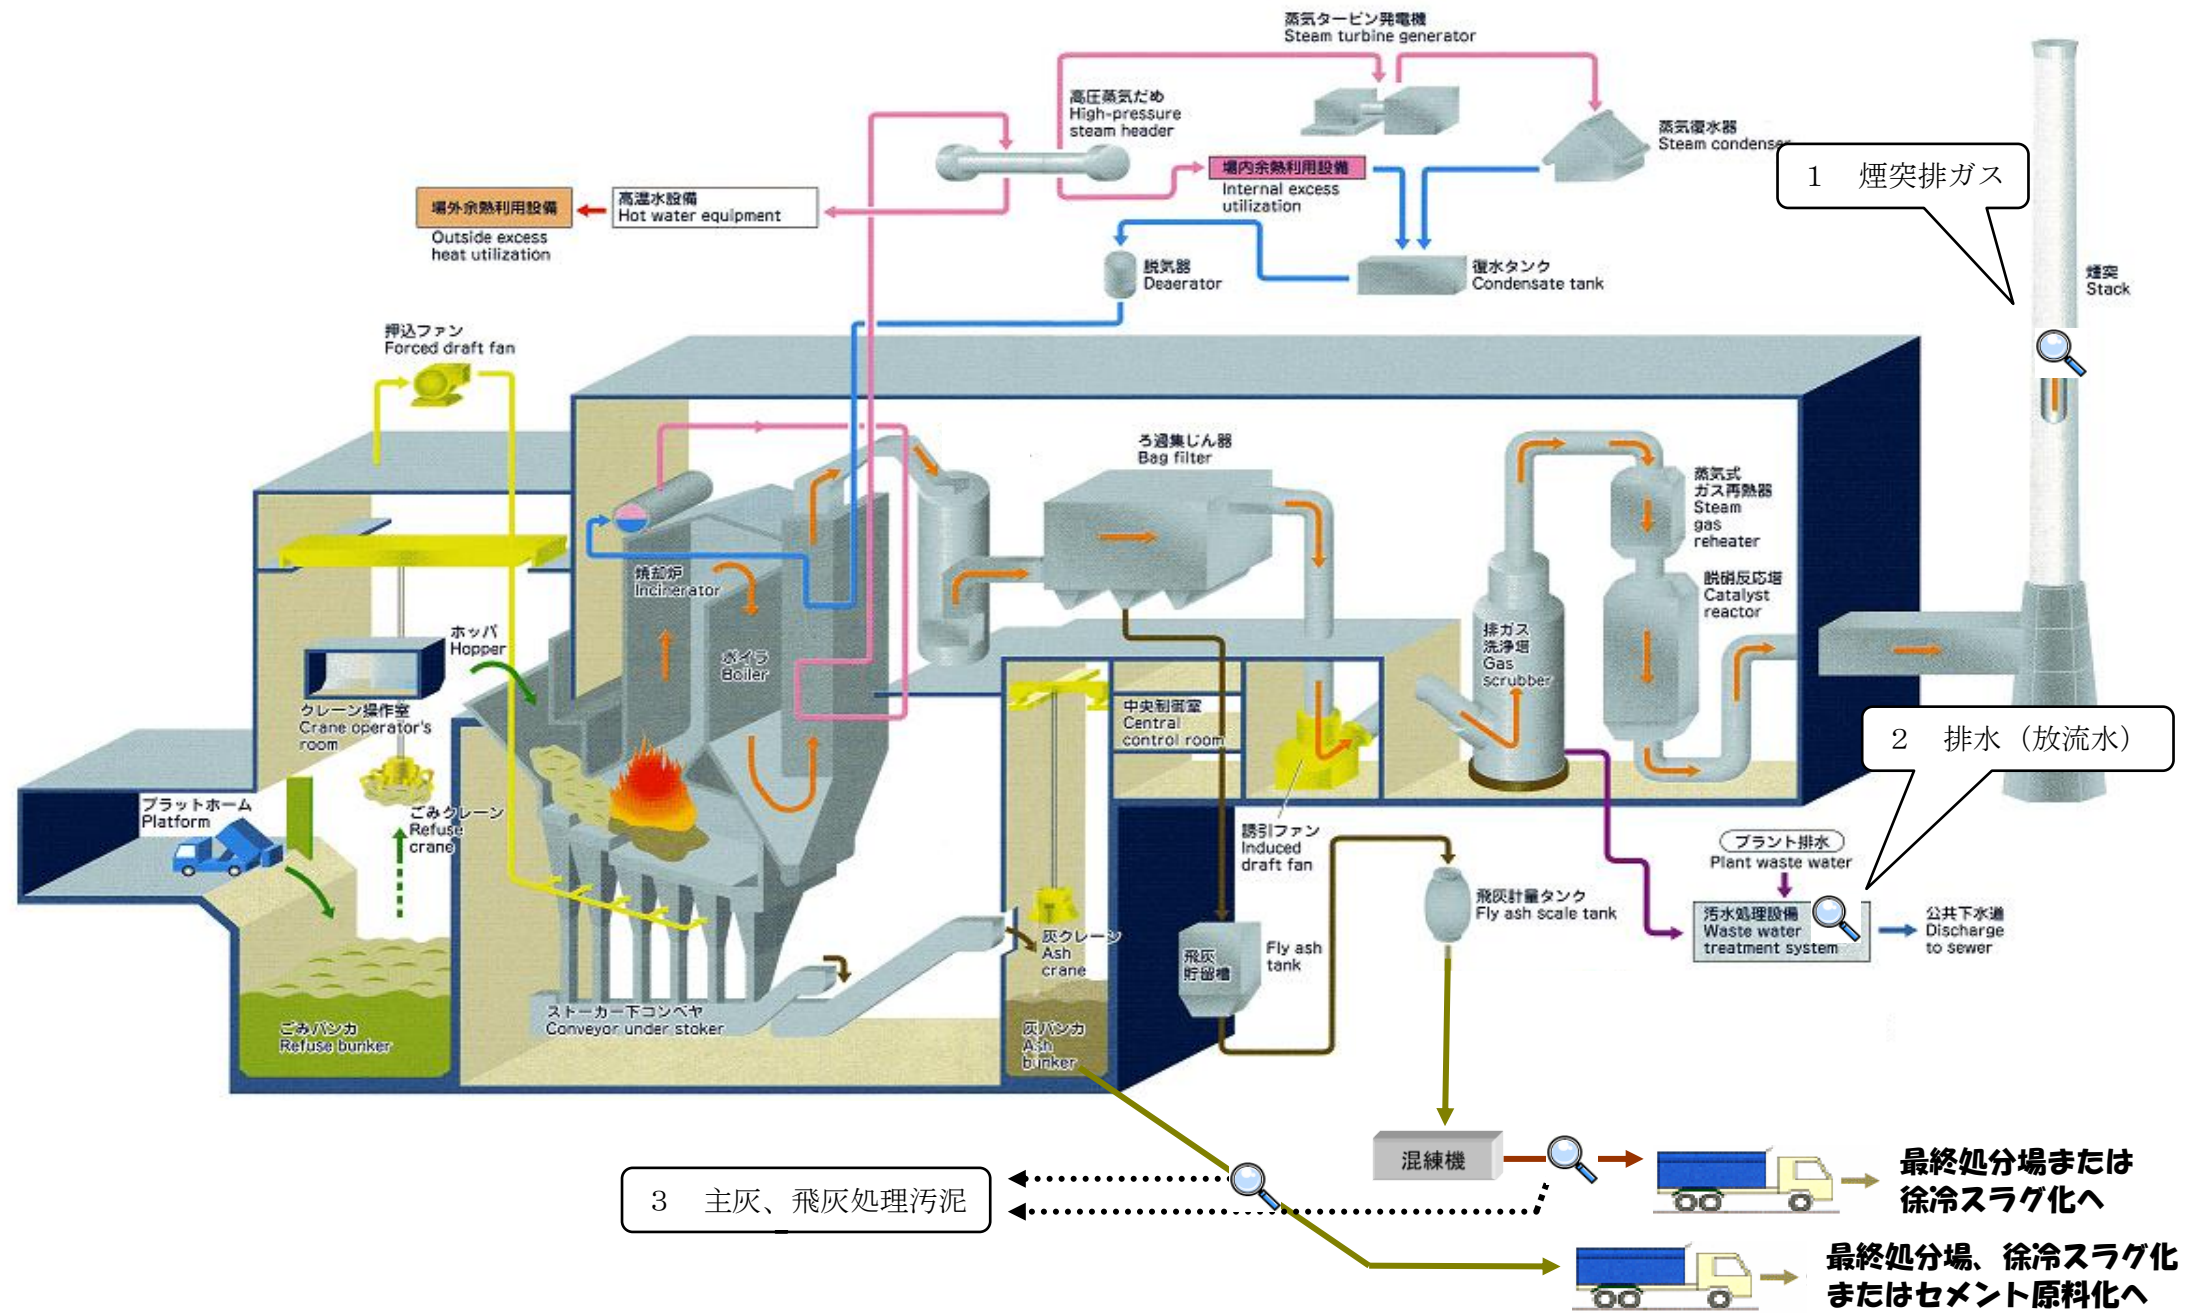 蒸気タービン発電機
Steam turbine generator
高圧蒸気だめ
High-pressure
steam header
蒸気復水器
Steam condenser
1 煙突排ガス
場内余熱利用設備
Internal excess
utilization
場外余熱利用設備
Outside excess
heat utilization
高温水設備
Hot water equipment
脱気器
Deaerator
復水タンク
Condensate tank
煙突
Stack
押込ファン
Forced draft fan
ろ過集じん器
Bag filter
蒸気式
ガス再熱器
Steam
gas
reheater
焼却炉
Incinerator
脱硝反応塔
Catalyst
reactor
ホッパ
Hopper
ボイラ
Boiler
排ガス
洗浄塔
Gas
scrubber
クレーン操作室
Crane operator's
room
中央制御室
Central
control room
2 排水（放流水）
プラットホーム
Platform
ごみクレーン
Refuse
crane
誘引ファン
Induced
draft fan
プラント排水
Plant waste water
飛灰計量タンク
Fly ash scale tank
汚水処理設備
Waste water
treatment system
公共下水道
Discharge
to sewer
灰クレーン
Ash
crane
飛灰
貯留槽
Fly ash
tank
ストーカー下コンベヤ
Conveyor under stoker
ごみバンカ
Refuse bunker
灰バンカ
Ash
bunker
混練機
最終処分場または
徐冷スラグ化へ
3 主灰、飛灰処理汚泥
最終処分場、徐冷スラグ化
またはセメント原料化へ